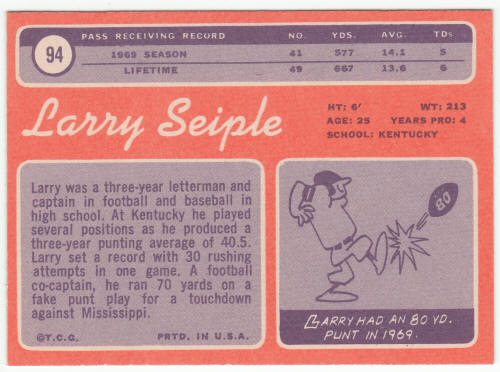 94
PASS RECEIVING RECORD NO. YDS. AVG. TDs
1969 SEASON 41 577 14.1 5
LIFETIME 49 667 13.6 6
Larry Seiple
HT: 6' WT: 213
AGE: 25 YEARS PRO: 4
SCHOOL: KENTUCKY
Larry was a three-year letterman and
captain in football and baseball in
high school. At Kentucky he played
several positions as he produced a
three-year punting average of 40.5.
Larry set a record with 30 rushing
attempts in one game. A football
co-captain, he ran 70 yards on a
fake punt play for a touchdown
against Mississippi.
©T.C.G. PRTD. IN U.S.A.
DB
LARRY HAD AN 80 YD.
PUNT IN 1969.